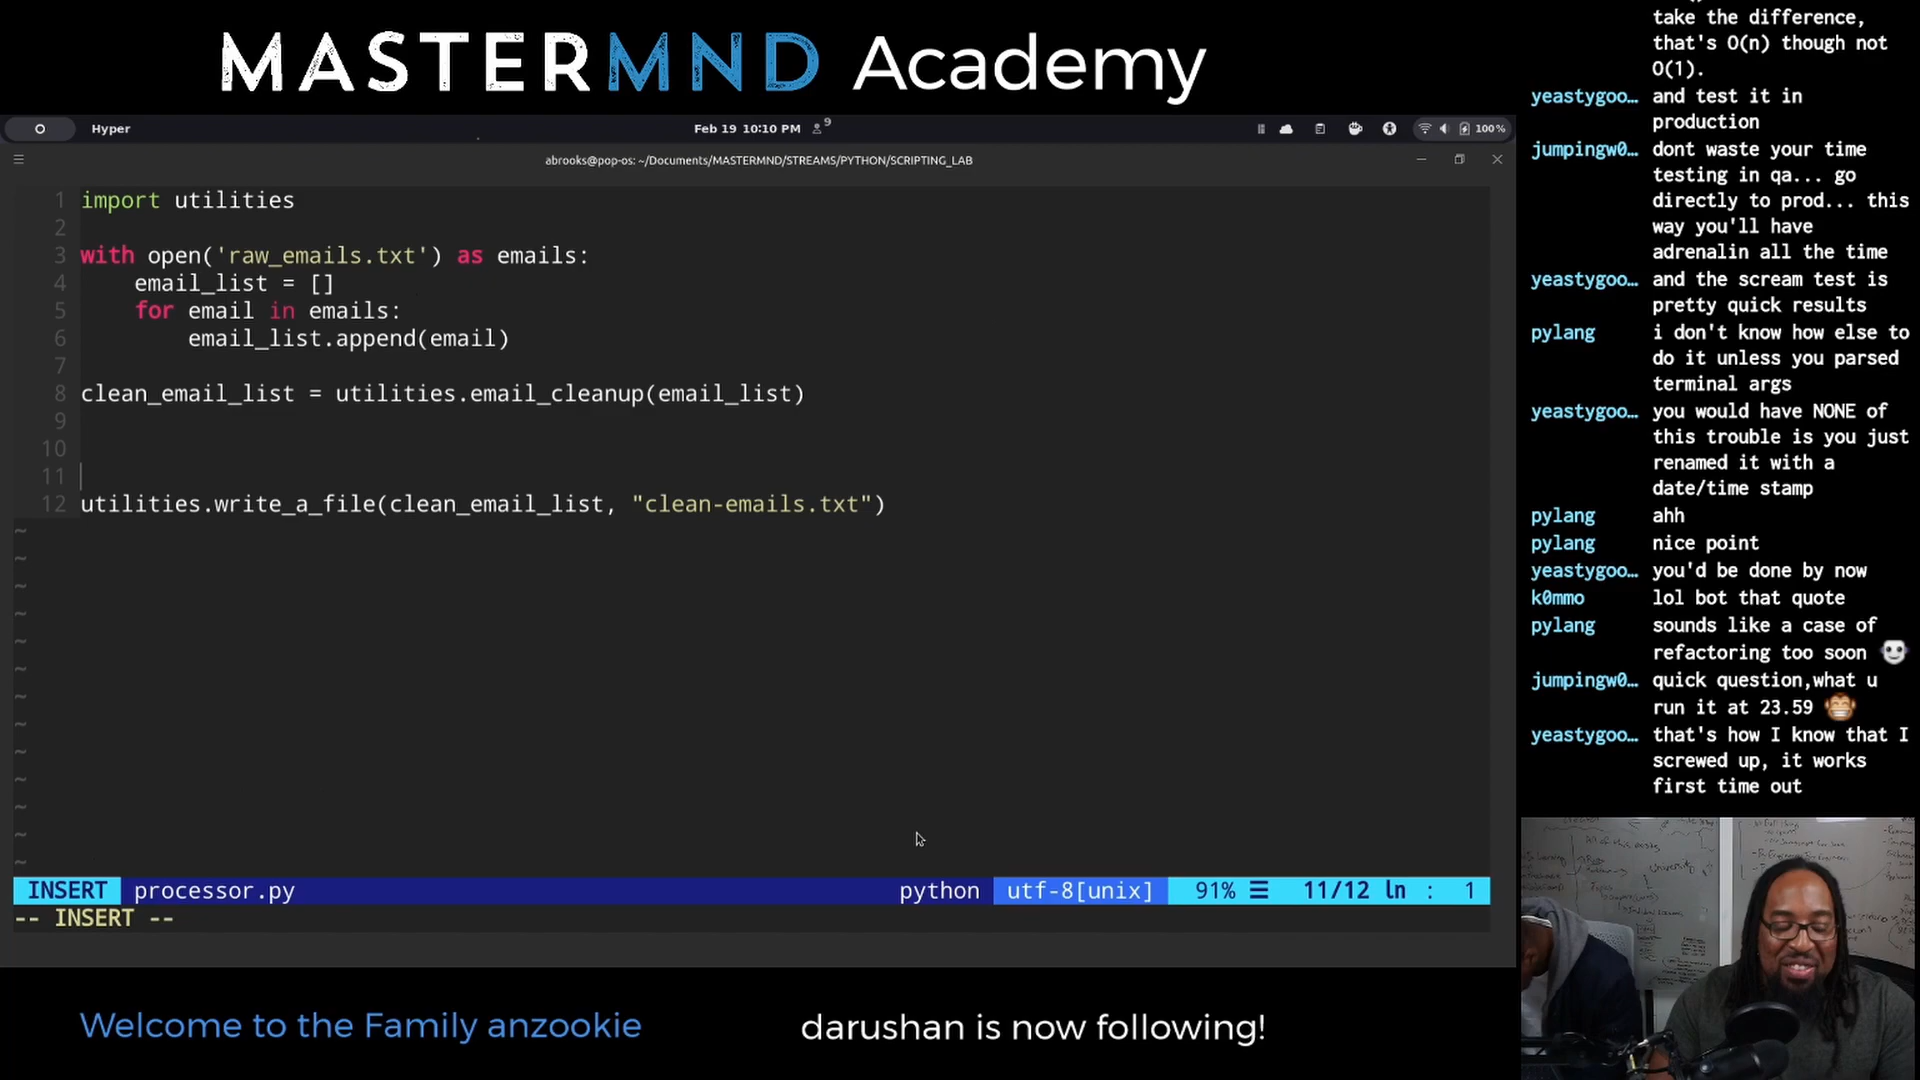 MASTERMND Academy
Hyper
Feb 19 10:10 PM
9
100%
abrooks@pop-os: ~/Documents/MASTERMND/STREAMS/PYTHON/SCRIPTING_LAB
1 import utilities
2
3 with open('raw_emails.txt') as emails:
4 email_list = []
5 for email in emails:
6 email_list.append(email)
7
8 clean_email_list = utilities.email_cleanup(email_list)
9
10
11
12 utilities.write_a_file(clean_email_list, "clean-emails.txt")
~
~
~
~
~
~
~
~
~
~
~
~
~
INSERT processor.py python utf-8[unix] 91% ☰ 11/12 ln : 1
-- INSERT --
take the difference,
that's O(n) though not
O(1).
yeastygoo… and test it in
production
jumpingw0… dont waste your time
testing in qa... go
directly to prod... this
way you'll have
adrenalin all the time
yeastygoo… and the scream test is
pretty quick results
pylang i don't know how else to
do it unless you parsed
terminal args
yeastygoo… you would have NONE of
this trouble is you just
renamed it with a
date/time stamp
pylang ahh
pylang nice point
yeastygoo… you'd be done by now
k0mmo lol bot that quote
pylang sounds like a case of
refactoring too soon
jumpingw0… quick question,what u
run it at 23.59
yeastygoo… that's how I know that I
screwed up, it works
first time out
Welcome to the Family anzookie
darushan is now following!